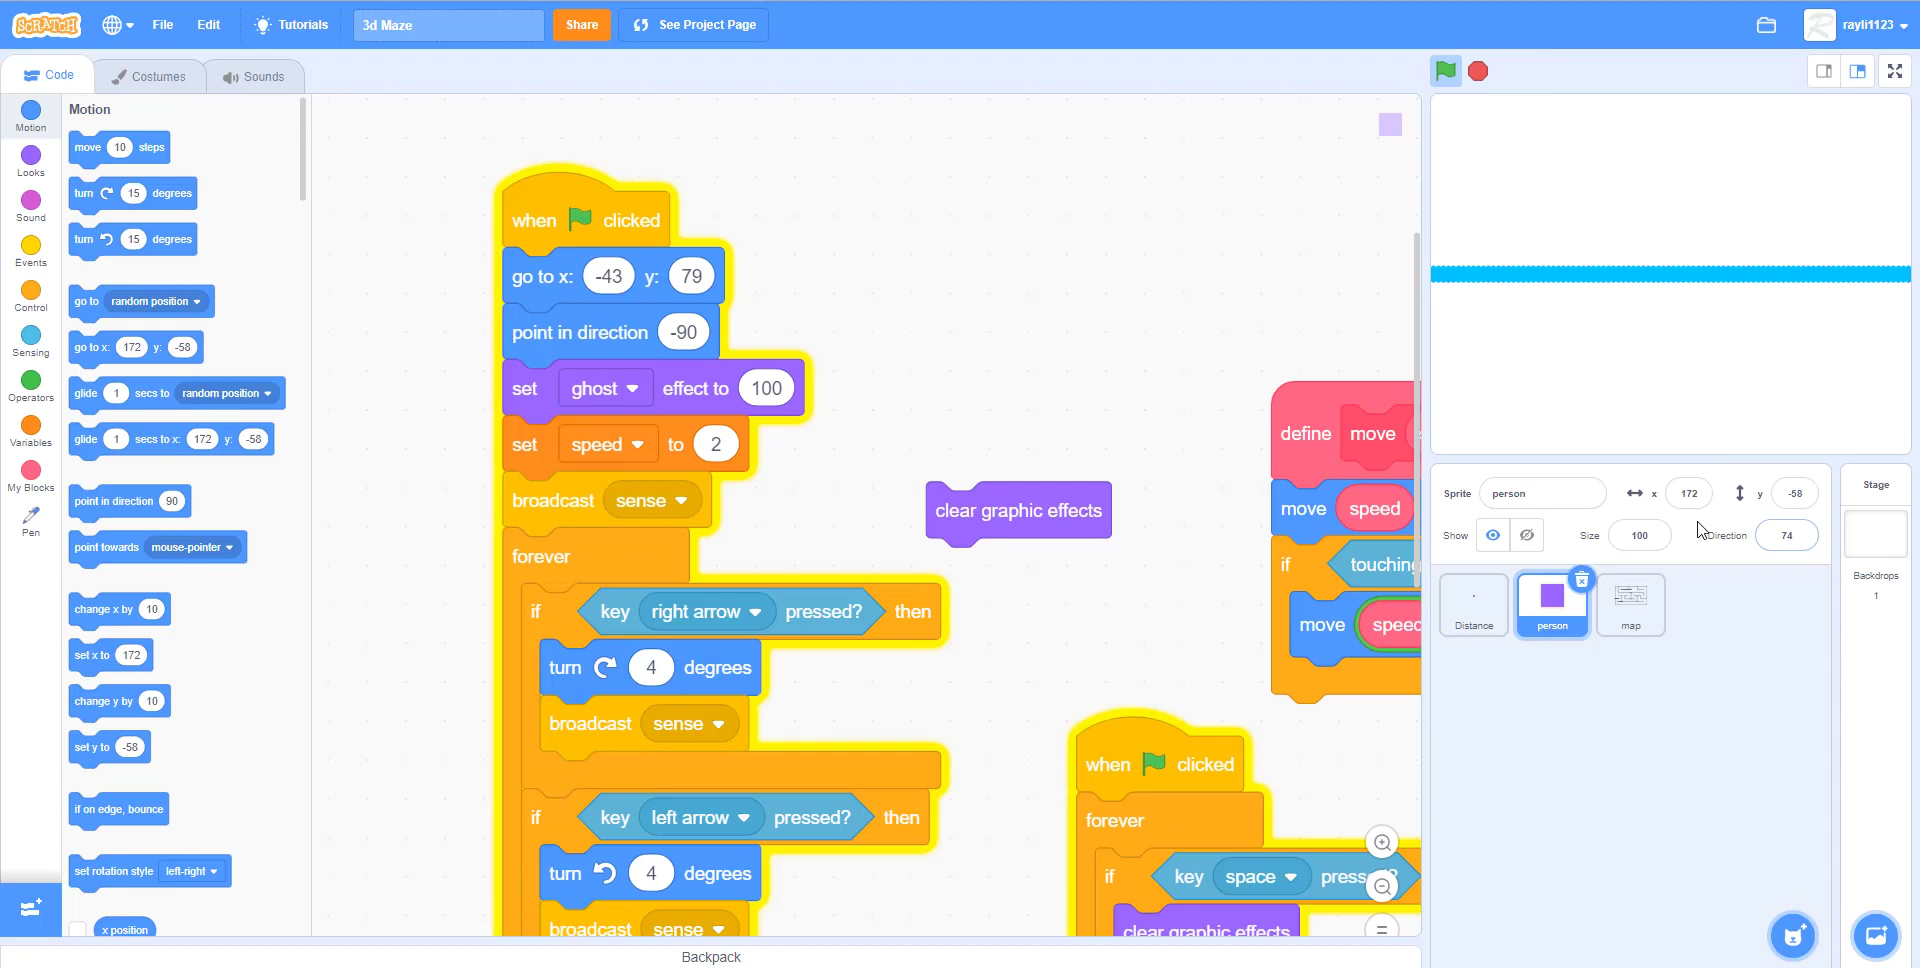 SCRATCH
File
Edit
Tutorials
3d Maze
Share
See Project Page
rayli1123
Code
Costumes
Sounds
Motion
Looks
Sound
Events
Control
Sensing
Operators
Variables
My Blocks
Pen
Motion
move 10 steps
turn 15 degrees
turn 15 degrees
go to random position
go to x: 172 y: -58
glide 1 secs to random position
glide 1 secs to x: 172 y: -58
point in direction 90
point towards mouse-pointer
change x by 10
set x to 172
change y by 10
set y to -58
if on edge, bounce
set rotation style left-right
x position
when clicked
go to x: -43 y: 79
point in direction -90
set ghost effect to 100
set speed to 2
broadcast sense
forever
if key right arrow pressed? then
turn 4 degrees
broadcast sense
if key left arrow pressed? then
turn 4 degrees
broadcast sense
clear graphic effects
define move
move speed
if touching
move speed
when clicked
forever
if key space
clear graphic effects
Sprite person x 172 y -58
Show Size 100 Direction 74
Distance
person
map
Stage
Backdrops
1
Backpack